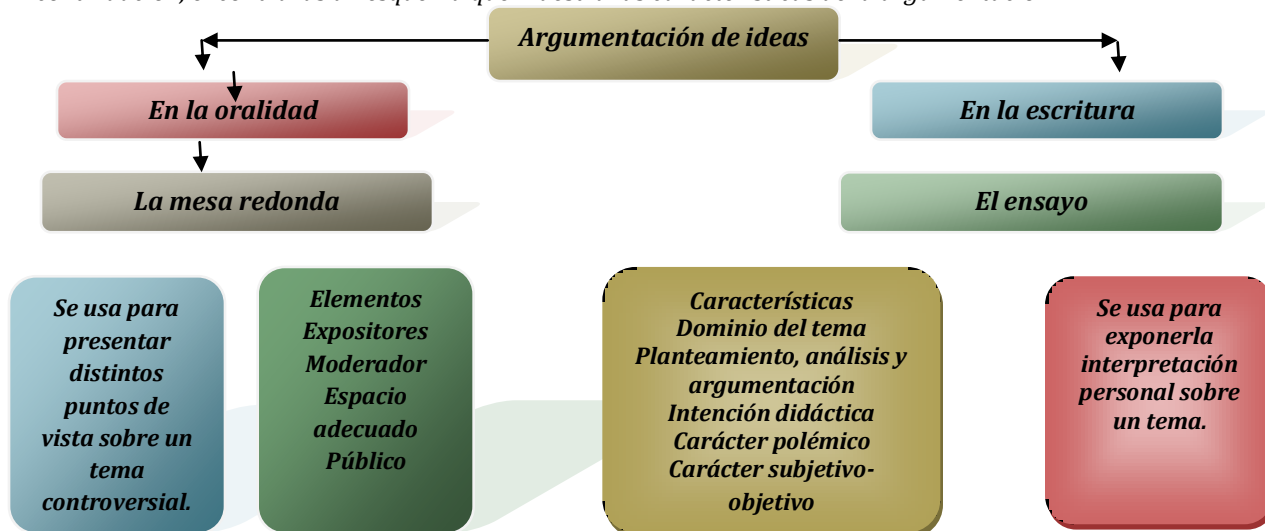 Argumentación de ideas
En la oralidad
En la escritura
La mesa redonda
El ensayo
Se usa para
presentar
distintos
puntos de
vista sobre un
tema
controversial.
Elementos
Expositores
Moderador
Espacio
adecuado
Público
Características
Dominio del tema
Planteamiento, análisis y
argumentación
Intención didáctica
Carácter polémico
Carácter subjetivo-
objetivo
Se usa para
exponerla
interpretación
personal sobre
un tema.